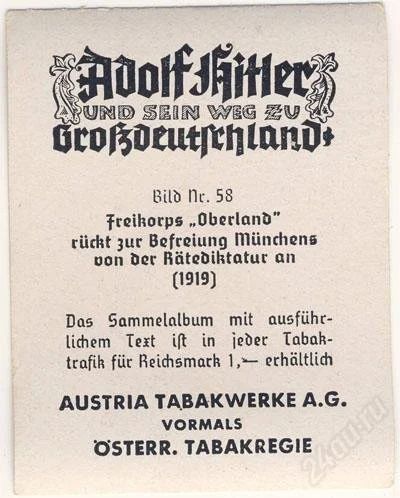 Adolf Hitler
UND SEIN WEG ZU
Großdeutschland
Bild Nr. 58
Freikorps „Oberland"
rückt zur Befreiung Münchens
von der Rätediktatur an
(1919)
Das Sammelalbum mit ausführ-
lichem Text ist in jeder Tabak-
trafik für Reichsmark 1,— erhältlich
AUSTRIA TABAKWERKE A.G.
VORMALS
ÖSTERR. TABAKREGIE
24au.ru